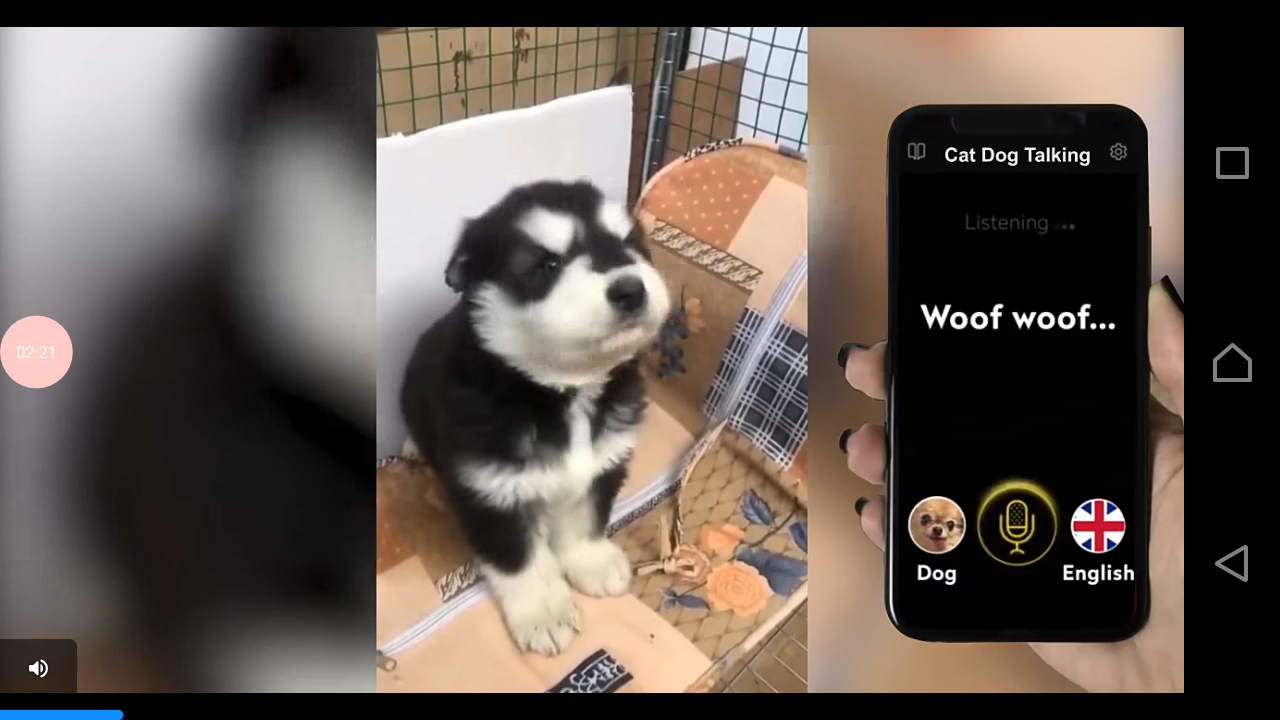 02:21
Cat Dog Talking
Listening ...
Woof woof...
Dog
English